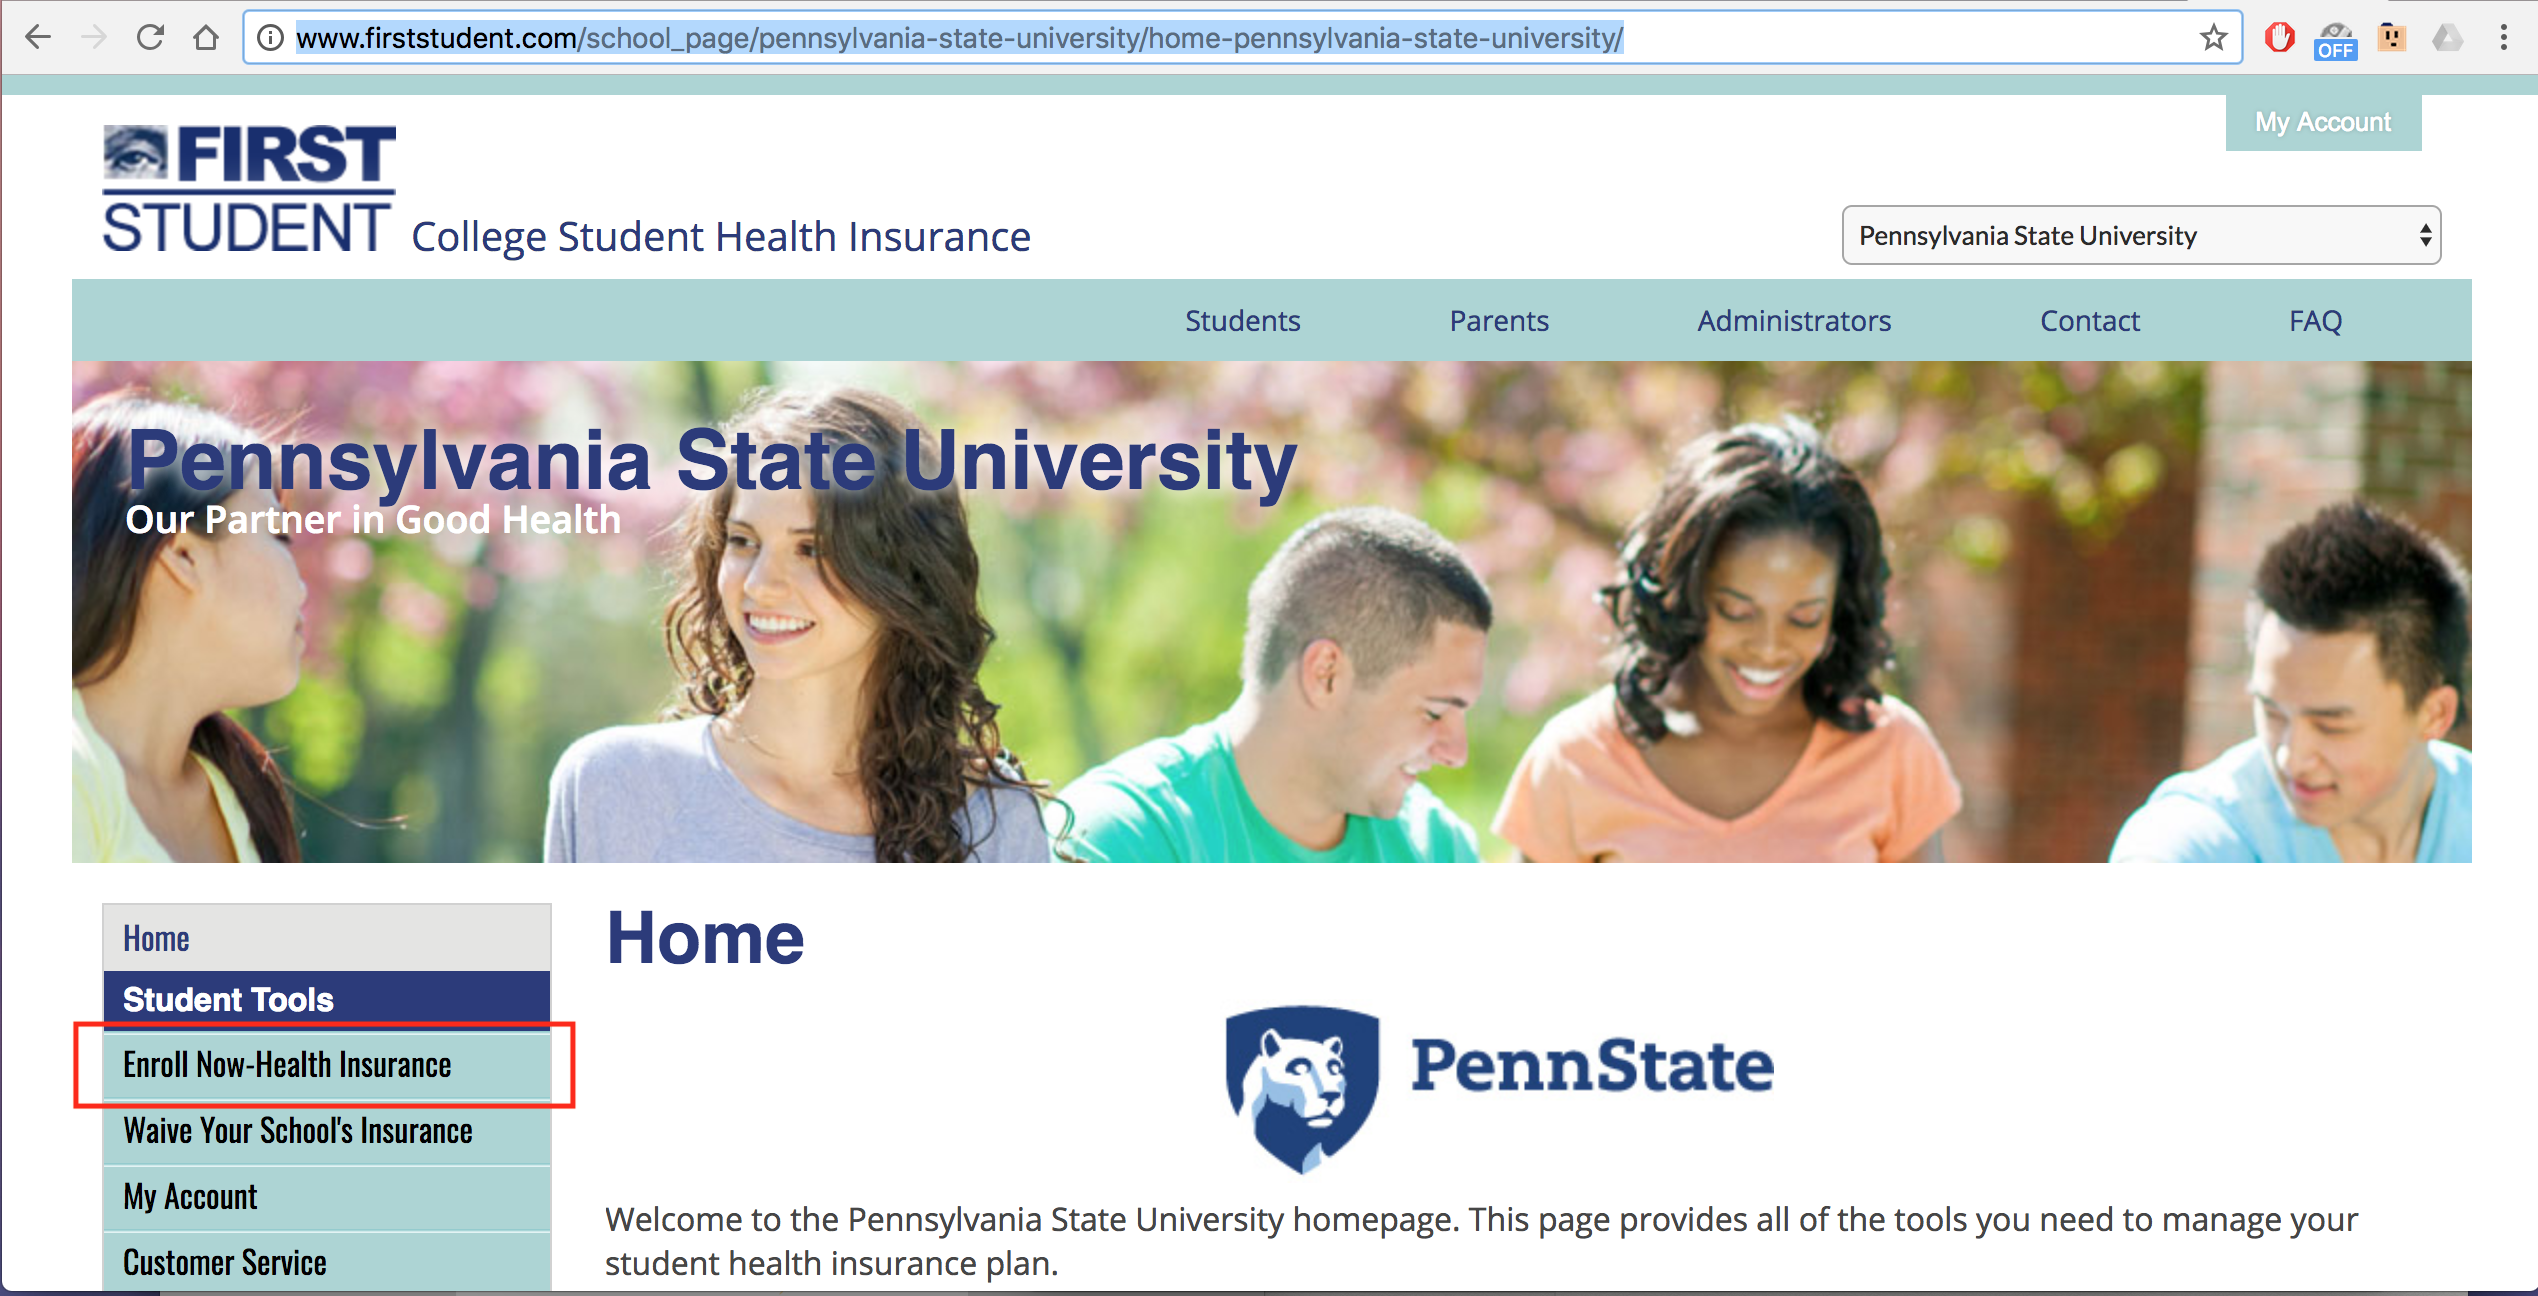 www.firststudent.com/school_page/pennsylvania-state-university/home-pennsylvania-state-university/
OFF
My Account
FIRST
STUDENT
College Student Health Insurance
Pennsylvania State University
Students
Parents
Administrators
Contact
FAQ
Pennsylvania State University
Our Partner in Good Health
Home
Student Tools
Enroll Now-Health Insurance
Waive Your School's Insurance
My Account
Customer Service
Home
PennState
Welcome to the Pennsylvania State University homepage. This page provides all of the tools you need to manage your
student health insurance plan.